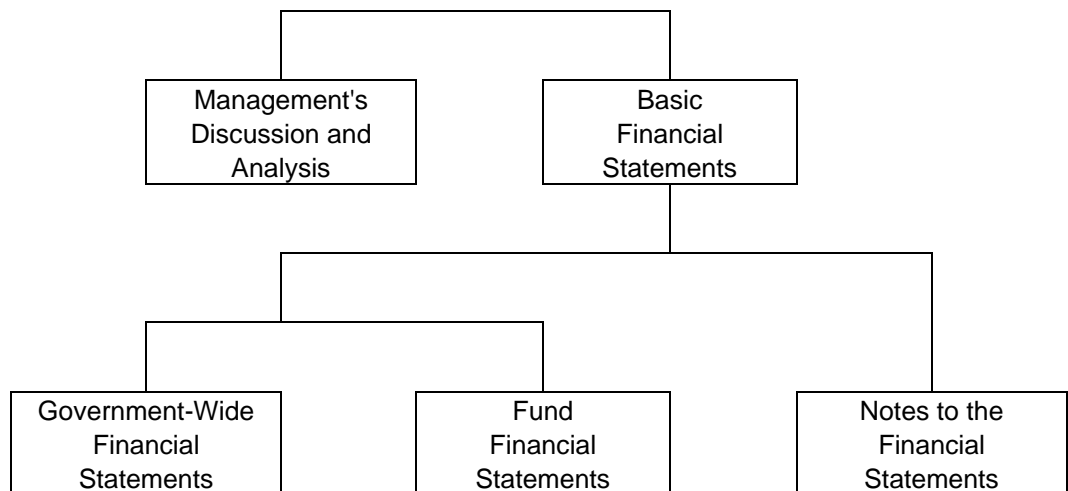 Management's
Discussion and
Analysis
Basic
Financial
Statements
Government-Wide
Financial
Statements
Fund
Financial
Statements
Notes to the
Financial
Statements